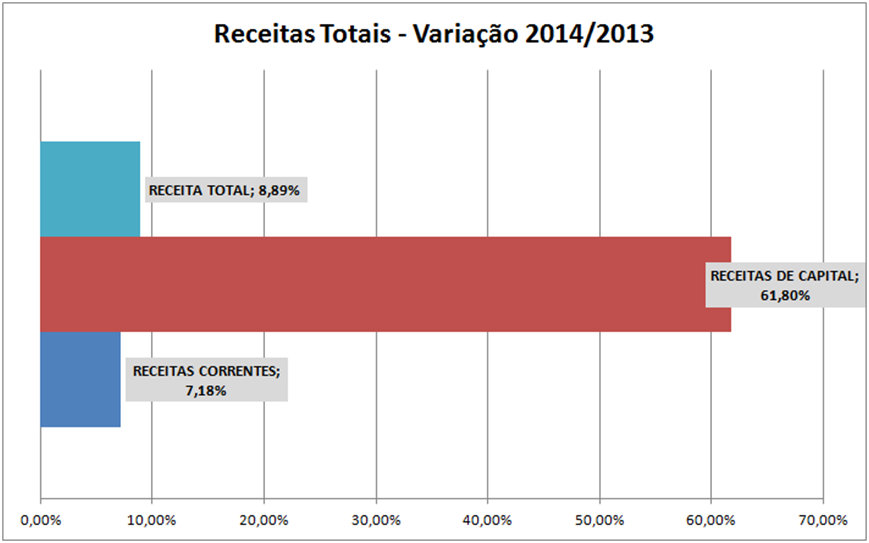 Receitas Totais - Variação 2014/2013
RECEITA TOTAL; 8,89%
RECEITAS DE CAPITAL;
61,80%
RECEITAS CORRENTES;
7,18%
0,00% 10,00% 20,00% 30,00% 40,00% 50,00% 60,00% 70,00%